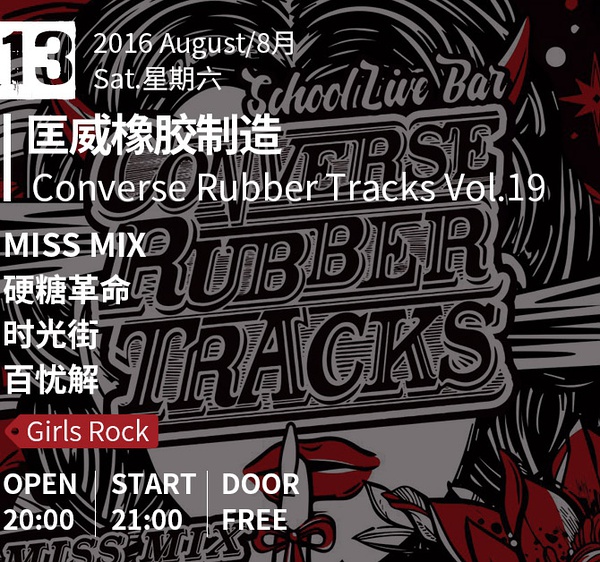 13
2016 August/8月
Sat.星期六
School Live Bar
匡威橡胶制造
Converse Rubber Tracks Vol.19
CONVERSE
RUBBER
TRACKS
MISS MIX
硬糖革命
时光街
百忧解
Girls Rock
OPEN START DOOR
20:00 21:00 FREE
MISS MIX